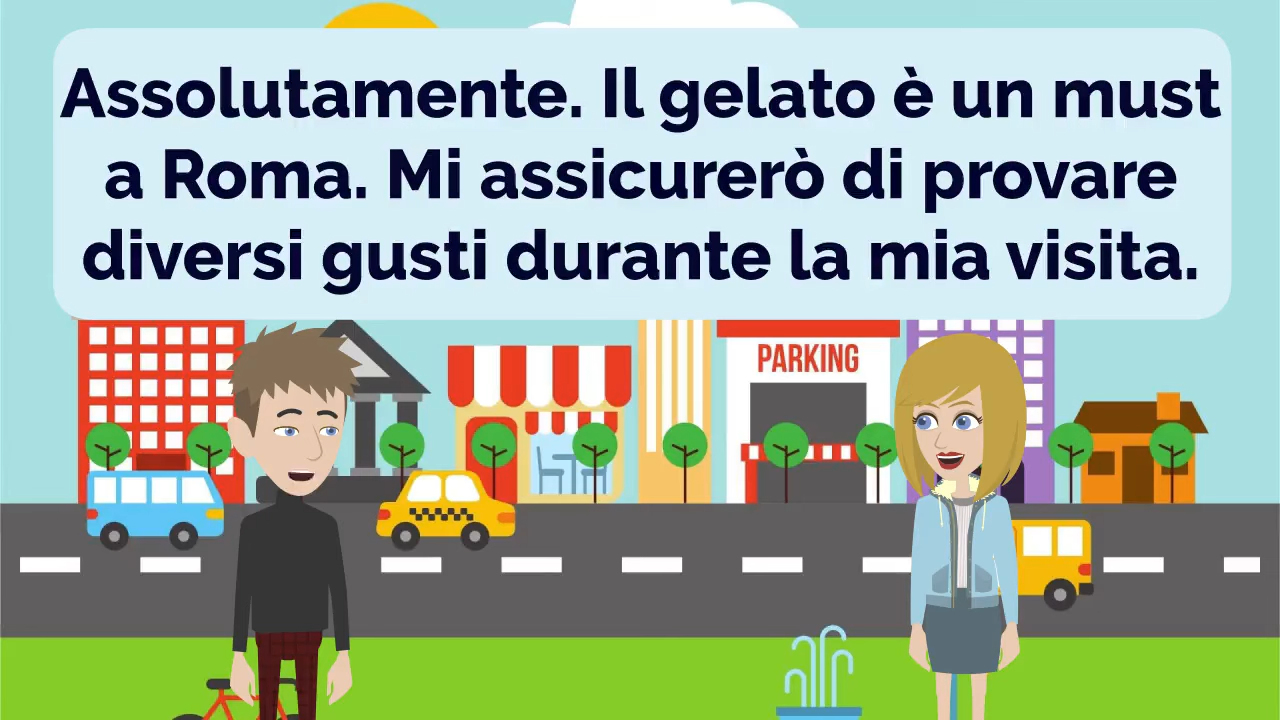 Assolutamente. Il gelato è un must
a Roma. Mi assicurerò di provare
diversi gusti durante la mia visita.
PARKING